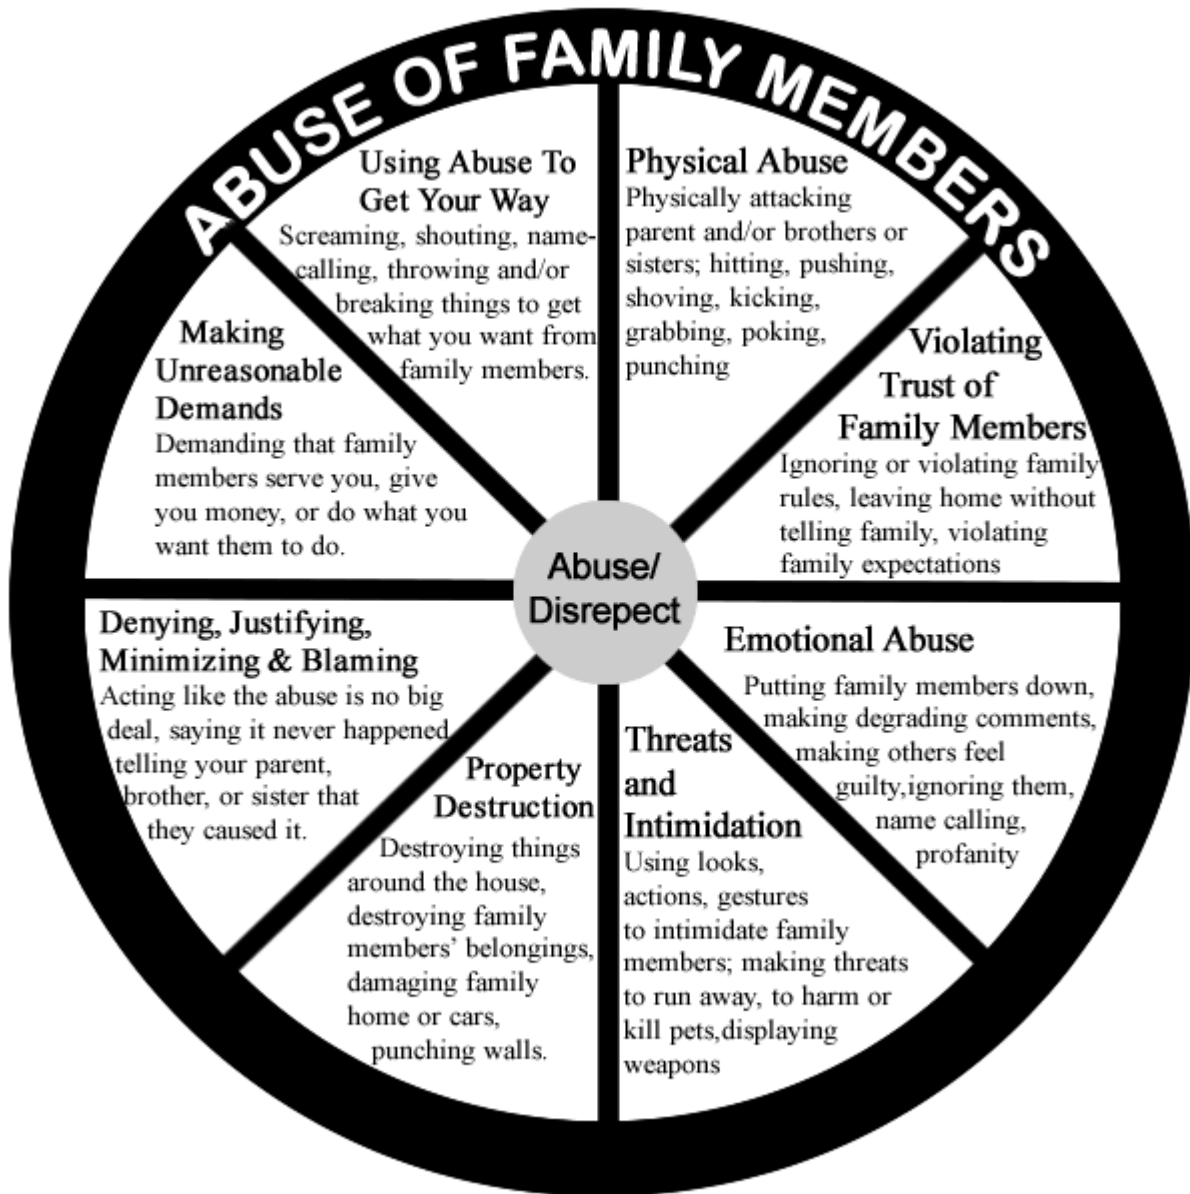 ABUSE OF FAMILY MEMBERS
Using Abuse To
Get Your Way
Screaming, shouting, name-
calling, throwing and/or
breaking things to get
what you want from
family members.
Physical Abuse
Physically attacking
parent and/or brothers or
sisters; hitting, pushing,
shoving, kicking,
grabbing, poking,
punching
Violating
Trust of
Family Members
Ignoring or violating family
rules, leaving home without
telling family, violating
family expectations
Emotional Abuse
Putting family members down,
making degrading comments,
making others feel
guilty,ignoring them,
name calling,
profanity
Threats
and
Intimidation
Using looks,
actions, gestures
to intimidate family
members; making threats
to run away, to harm or
kill pets,displaying
weapons
Property
Destruction
Destroying things
around the house,
destroying family
members’ belongings,
damaging family
home or cars,
punching walls.
Denying, Justifying,
Minimizing & Blaming
Acting like the abuse is no big
deal, saying it never happened
telling your parent,
brother, or sister that
they caused it.
Making
Unreasonable
Demands
Demanding that family
members serve you, give
you money, or do what you
want them to do.
Abuse/
Disrepect